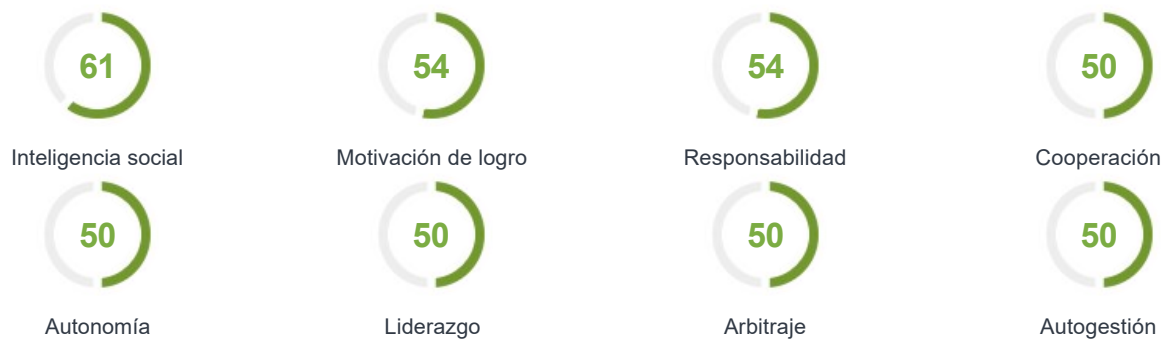 61 54 54 50
Inteligencia social Motivación de logro Responsabilidad Cooperación
50 50 50 50
Autonomía Liderazgo Arbitraje Autogestión